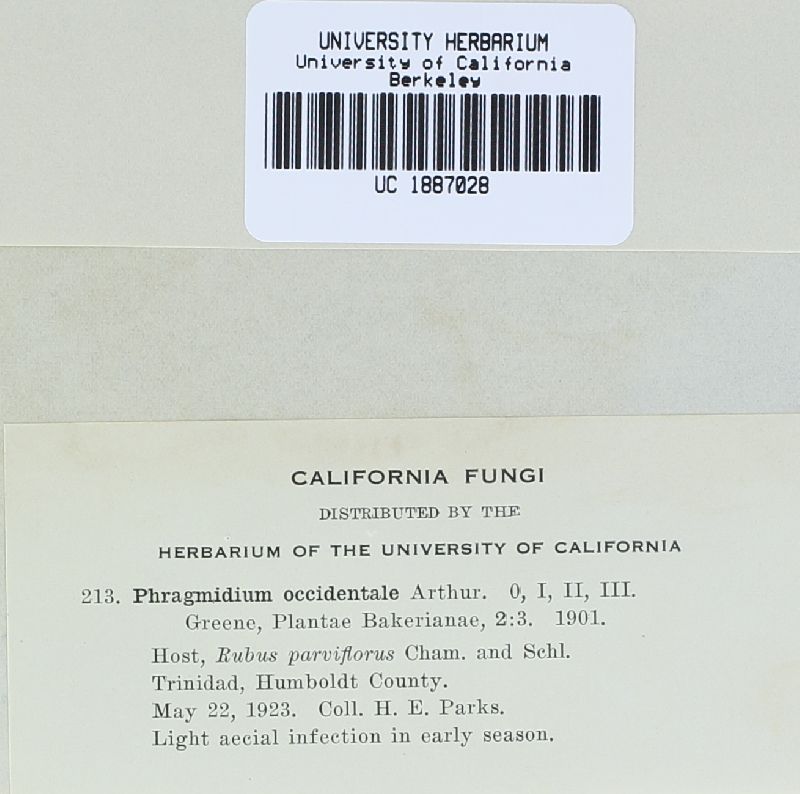 UNIVERSITY HERBARIUM
University of California
Berkeley
UC 1887028
CALIFORNIA FUNGI
DISTRIBUTED BY THE
HERBARIUM OF THE UNIVERSITY OF CALIFORNIA
213. Phragmidium occidentale Arthur. 0, I, II, III.
Greene, Plantae Bakerianae, 2:3. 1901.
Host, Rubus parviflorus Cham. and Schl.
Trinidad, Humboldt County.
May 22, 1923. Coll. H. E. Parks.
Light aecial infection in early season.